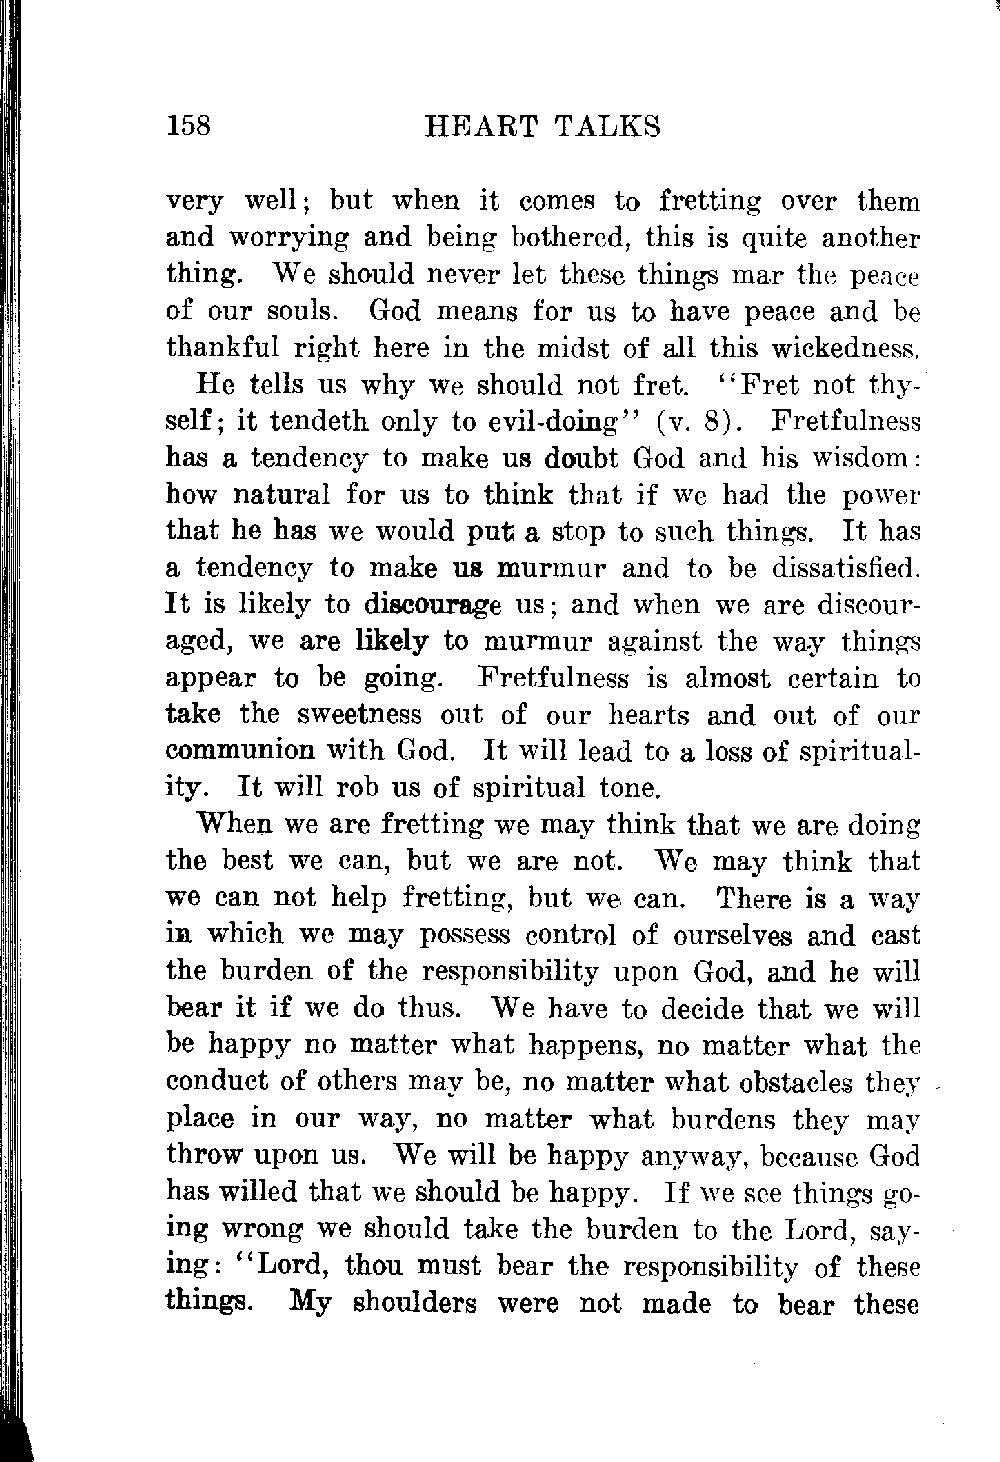 158 HEART TALKS
very well; but when it comes to fretting over them
and worrying and being bothered, this is quite another
thing. We should never let these things mar the peace
of our souls. God means for us to have peace and be
thankful right here in the midst of all this wickedness.
He tells us why we should not fret. “Fret not thy-
self; it tendeth only to evil-doing” (v. 8). Fretfulness
has a tendency to make us doubt God and his wisdom:
how natural for us to think that if we had the power
that he has we would put a stop to such things. It has
a tendency to make us murmur and to be dissatisfied.
It is likely to discourage us; and when we are discour-
aged, we are likely to murmur against the way things
appear to be going. Fretfulness is almost certain to
take the sweetness out of our hearts and out of our
communion with God. It will lead to a loss of spiritual-
ity. It will rob us of spiritual tone.
When we are fretting we may think that we are doing
the best we can, but we are not. We may think that
we can not help fretting, but we can. There is a way
in which we may possess control of ourselves and cast
the burden of the responsibility upon God, and he will
bear it if we do thus. We have to decide that we will
be happy no matter what happens, no matter what the
conduct of others may be, no matter what obstacles they
place in our way, no matter what burdens they may
throw upon us. We will be happy anyway, because God
has willed that we should be happy. If we see things go-
ing wrong we should take the burden to the Lord, say-
ing: “Lord, thou must bear the responsibility of these
things. My shoulders were not made to bear these